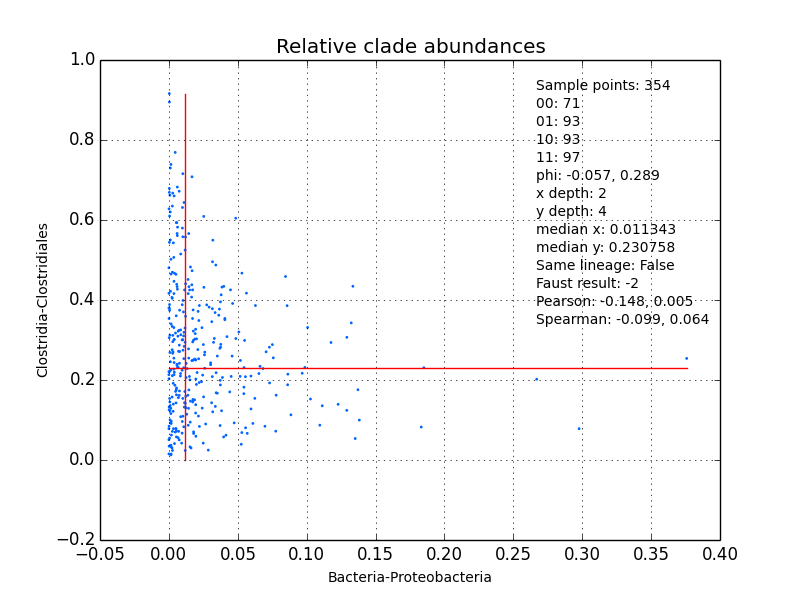 Relative clade abundances
1.0
0.8
0.6
0.4
0.2
0.0
−0.2
Clostridia-Clostridiales
Sample points: 354
00: 71
01: 93
10: 93
11: 97
phi: -0.057, 0.289
x depth: 2
y depth: 4
median x: 0.011343
median y: 0.230758
Same lineage: False
Faust result: -2
Pearson: -0.148, 0.005
Spearman: -0.099, 0.064
−0.05 0.00 0.05 0.10 0.15 0.20 0.25 0.30 0.35 0.40
Bacteria-Proteobacteria